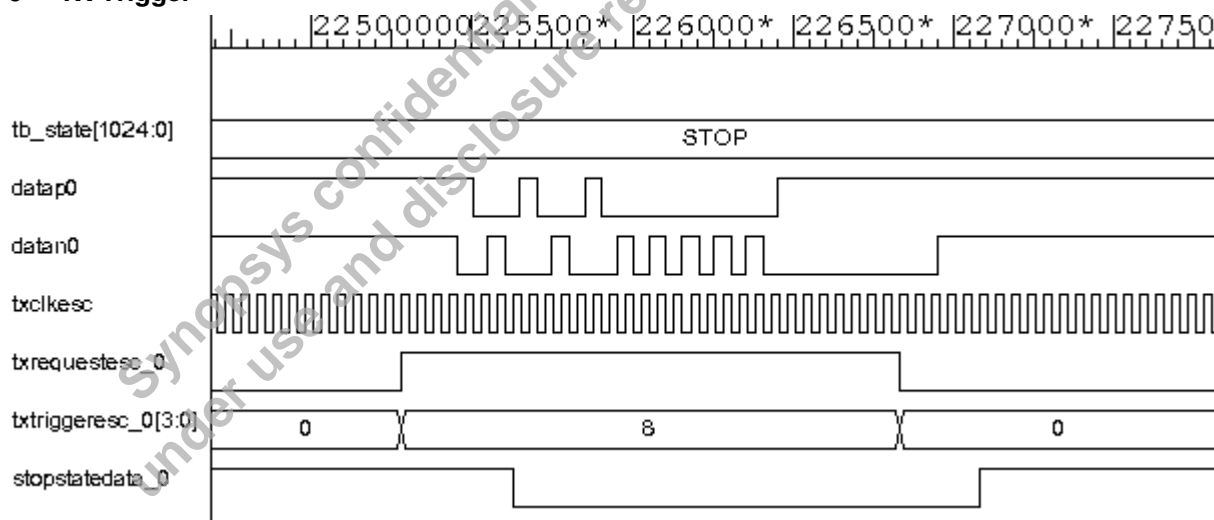 22500000 225500* 226000* 226500* 227000* 22750
tb_state[1024:0]
STOP
datap0
datan0
txclkesc
txrequestesc_0
txtriggeresc_0[3:0]
0
8
0
stopstatedata_0
Synopsys confidential
under use and disclosure re